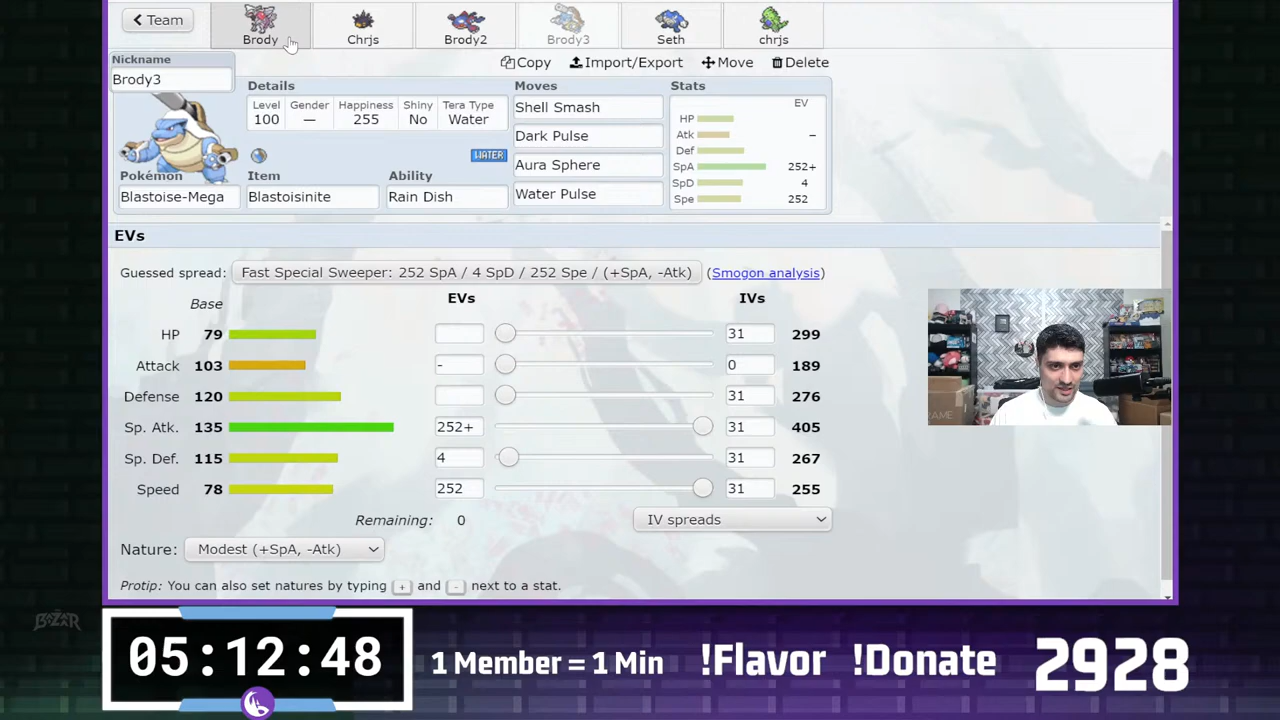 Team
Brody
Chrjs
Brody2
Brody3
Seth
chrjs
Copy
Import/Export
Move
Delete
Nickname
Brody3
Details
Level
100
Gender
—
Happiness
255
Shiny
No
Tera Type
Water
WATER
Pokémon
Blastoise-Mega
Item
Blastoisinite
Ability
Rain Dish
Moves
Shell Smash
Dark Pulse
Aura Sphere
Water Pulse
Stats
EV
HP
Atk –
Def
SpA 252+
SpD 4
Spe 252
EVs
Guessed spread: Fast Special Sweeper: 252 SpA / 4 SpD / 252 Spe / (+SpA, -Atk) (Smogon analysis)
Base EVs IVs
HP 79 31 299
Attack 103 - 0 189
Defense 120 31 276
Sp. Atk. 135 252+ 31 405
Sp. Def. 115 4 31 267
Speed 78 252 31 255
Remaining: 0
IV spreads
Nature: Modest (+SpA, -Atk)
Protip: You can also set natures by typing + and - next to a stat.
BAZAR
05:12:48
1 Member = 1 Min
!Flavor !Donate
2928